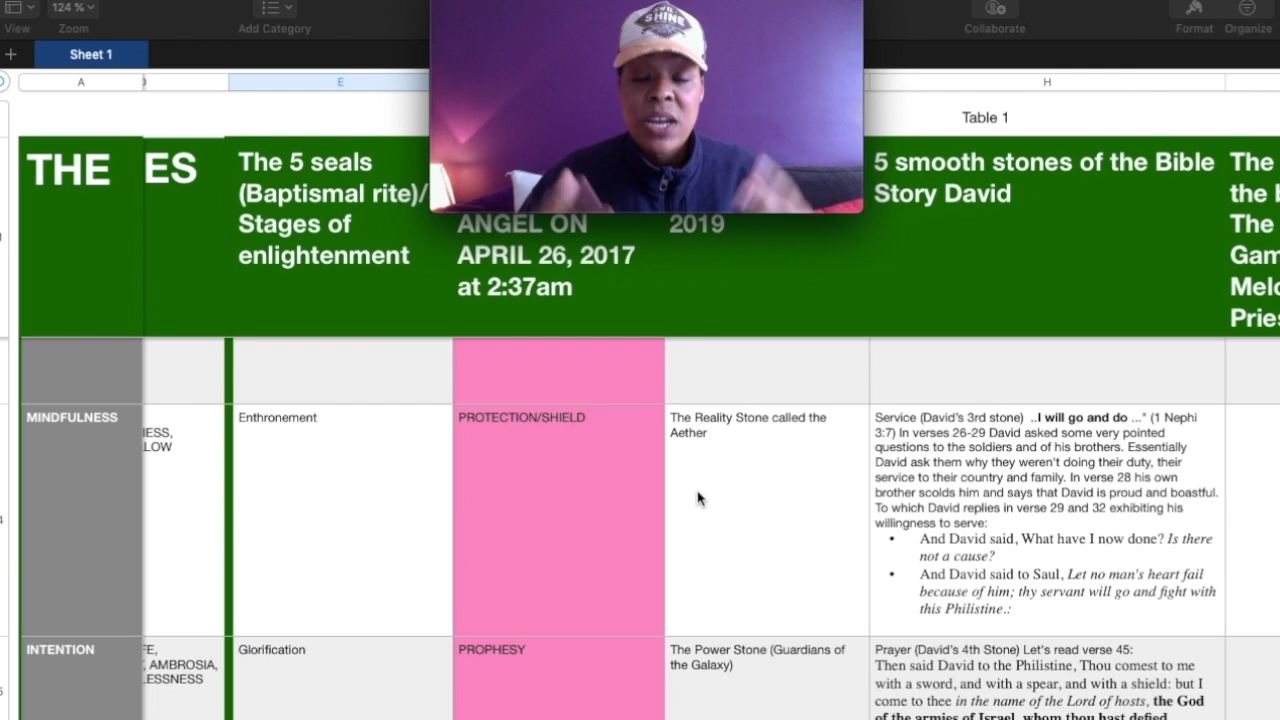 124 %
View
Zoom
Add Category
Collaborate
Format
Organize
Sheet 1
A
E
H
Table 1
SHINE
THE
ES
The 5 seals
(Baptismal rite)/
Stages of
enlightenment
ANGEL ON
APRIL 26, 2017
at 2:37am
2019
5 smooth stones of the Bible
Story David
The
the
The
Gam
Melc
Pries
MINDFULNESS
IESS,
LOW
Enthronement
PROTECTION/SHIELD
The Reality Stone called the
Aether
Service (David's 3rd stone) ..I will go and do ..." (1 Nephi
3:7) In verses 26-29 David asked some very pointed
questions to the soldiers and of his brothers. Essentially
David ask them why they weren't doing their duty, their
service to their country and family. In verse 28 his own
brother scolds him and says that David is proud and boastful.
To which David replies in verse 29 and 32 exhibiting his
willingness to serve:
• And David said, What have I now done? Is there
not a cause?
• And David said to Saul, Let no man's heart fail
because of him; thy servant will go and fight with
this Philistine.:
INTENTION
FE,
, AMBROSIA,
LESSNESS
Glorification
PROPHESY
The Power Stone (Guardians of
the Galaxy)
Prayer (David's 4th Stone) Let's read verse 45:
Then said David to the Philistine, Thou comest to me
with a sword, and with a spear, and with a shield: but I
come to thee in the name of the Lord of hosts, the God
of the armies of Israel, whom thou hast defied